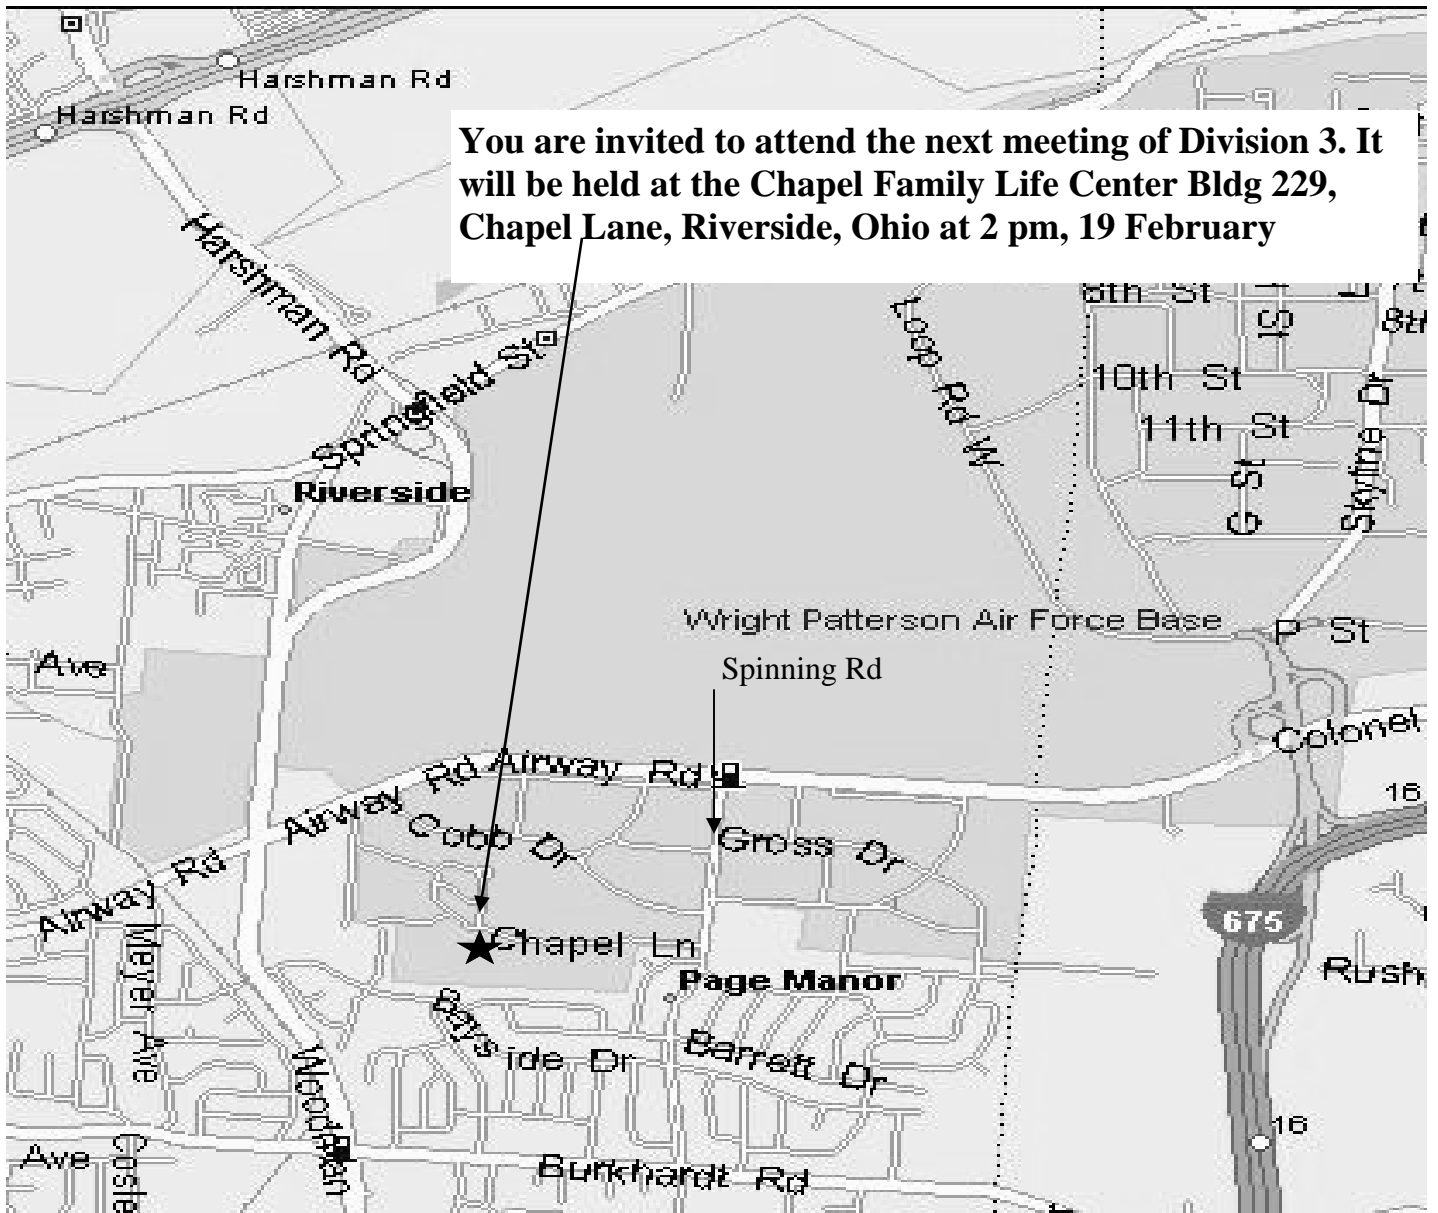 Harshman Rd
Harshman Rd
You are invited to attend the next meeting of Division 3. It
will be held at the Chapel Family Life Center Bldg 229,
Chapel Lane, Riverside, Ohio at 2 pm, 19 February
Harshman Rd
Springfield St
Loop Rd W
6th St
8th
10th St
11th St
G St
St
Skyline Dr
Riverside
Wright Patterson Air Force Base
P St
Ave
Spinning Rd
Colonel
Airway Rd
Airway Rd
Airway Rd
16
Cobb Dr
Gross Dr
675
Chapel Ln
Meyer Ave
Page Manor
Rush
Bayside Dr
Barrett Dr
Woodman
16
Ave
Burkhardt Rd